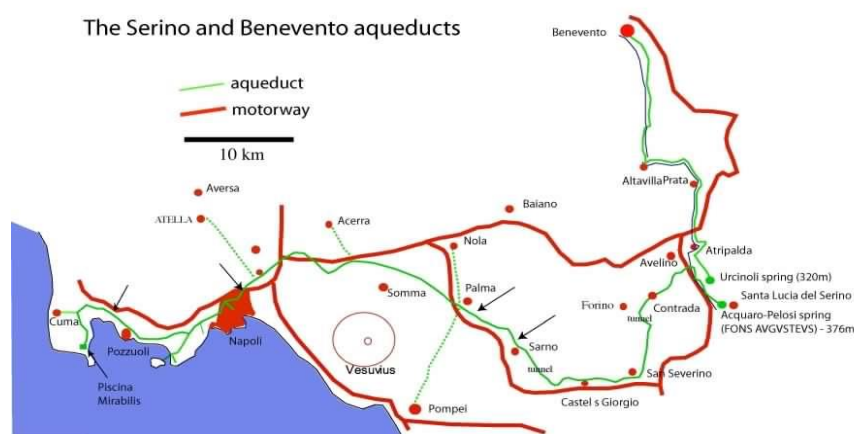 The Serino and Benevento aqueducts
aqueduct
motorway
10 km
Benevento
Altavilla Prata
Aversa
ATELLA
Acerra
Baiano
Nola
Atripalda
Avelino
Urcinoli spring (320m)
Somma
Palma
Santa Lucia del Serino
Forino
Contrada
Acquaro-Pelosi spring
(FONS AVGVSTEVS) - 376m
Cuma
Pozzuoli
Napoli
tunnel
Sarno
Vesuvius
tunnel
San Severino
Piscina
Mirabilis
Castel s Giorgio
Pompei